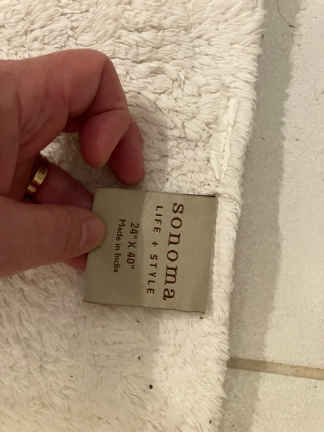 sonoma
LIFE + STYLE
24" X 40"
Made in India